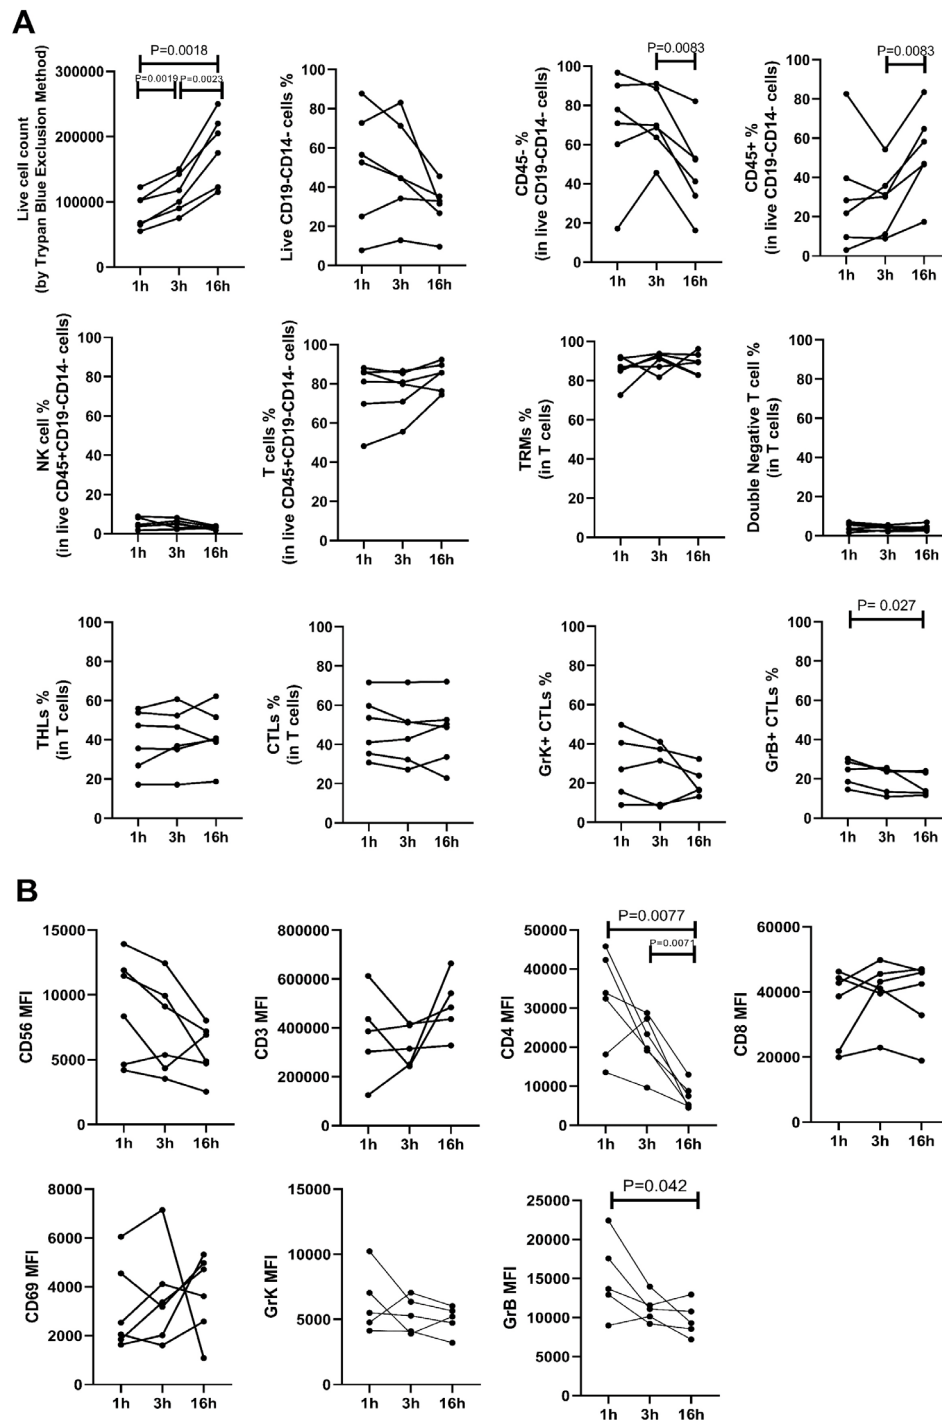 A
Live cell count
(by Trypan Blue Exclusion Method)
300000
200000
100000
0
P=0.0018
P=0.0019
P=0.0023
1h 3h 16h
Live CD19-CD14- cells %
100
80
60
40
20
0
1h 3h 16h
CD45- %
(in live CD19-CD14- cells)
100
80
60
40
20
0
P=0.0083
1h 3h 16h
CD45+ %
(in live CD19-CD14- cells)
100
80
60
40
20
0
P=0.0083
1h 3h 16h
NK cell %
(in live CD45+CD19-CD14- cells)
100
80
60
40
20
0
1h 3h 16h
T cells %
(in live CD45+CD19-CD14- cells)
100
80
60
40
20
0
1h 3h 16h
TRMs %
(in T cells)
100
80
60
40
20
0
1h 3h 16h
Double Negative T cell %
(in T cells)
100
80
60
40
20
0
1h 3h 16h
THLs %
(in T cells)
100
80
60
40
20
0
1h 3h 16h
CTLs %
(in T cells)
100
80
60
40
20
0
1h 3h 16h
GrK+ CTLs %
100
80
60
40
20
0
1h 3h 16h
GrB+ CTLs %
100
80
60
40
20
0
P= 0.027
1h 3h 16h
B
CD56 MFI
15000
10000
5000
0
1h 3h 16h
CD3 MFI
800000
600000
400000
200000
0
1h 3h 16h
CD4 MFI
50000
40000
30000
20000
10000
0
P=0.0077
P=0.0071
1h 3h 16h
CD8 MFI
60000
40000
20000
0
1h 3h 16h
CD69 MFI
8000
6000
4000
2000
0
1h 3h 16h
GrK MFI
15000
10000
5000
0
1h 3h 16h
GrB MFI
25000
20000
15000
10000
5000
0
P=0.042
1h 3h 16h